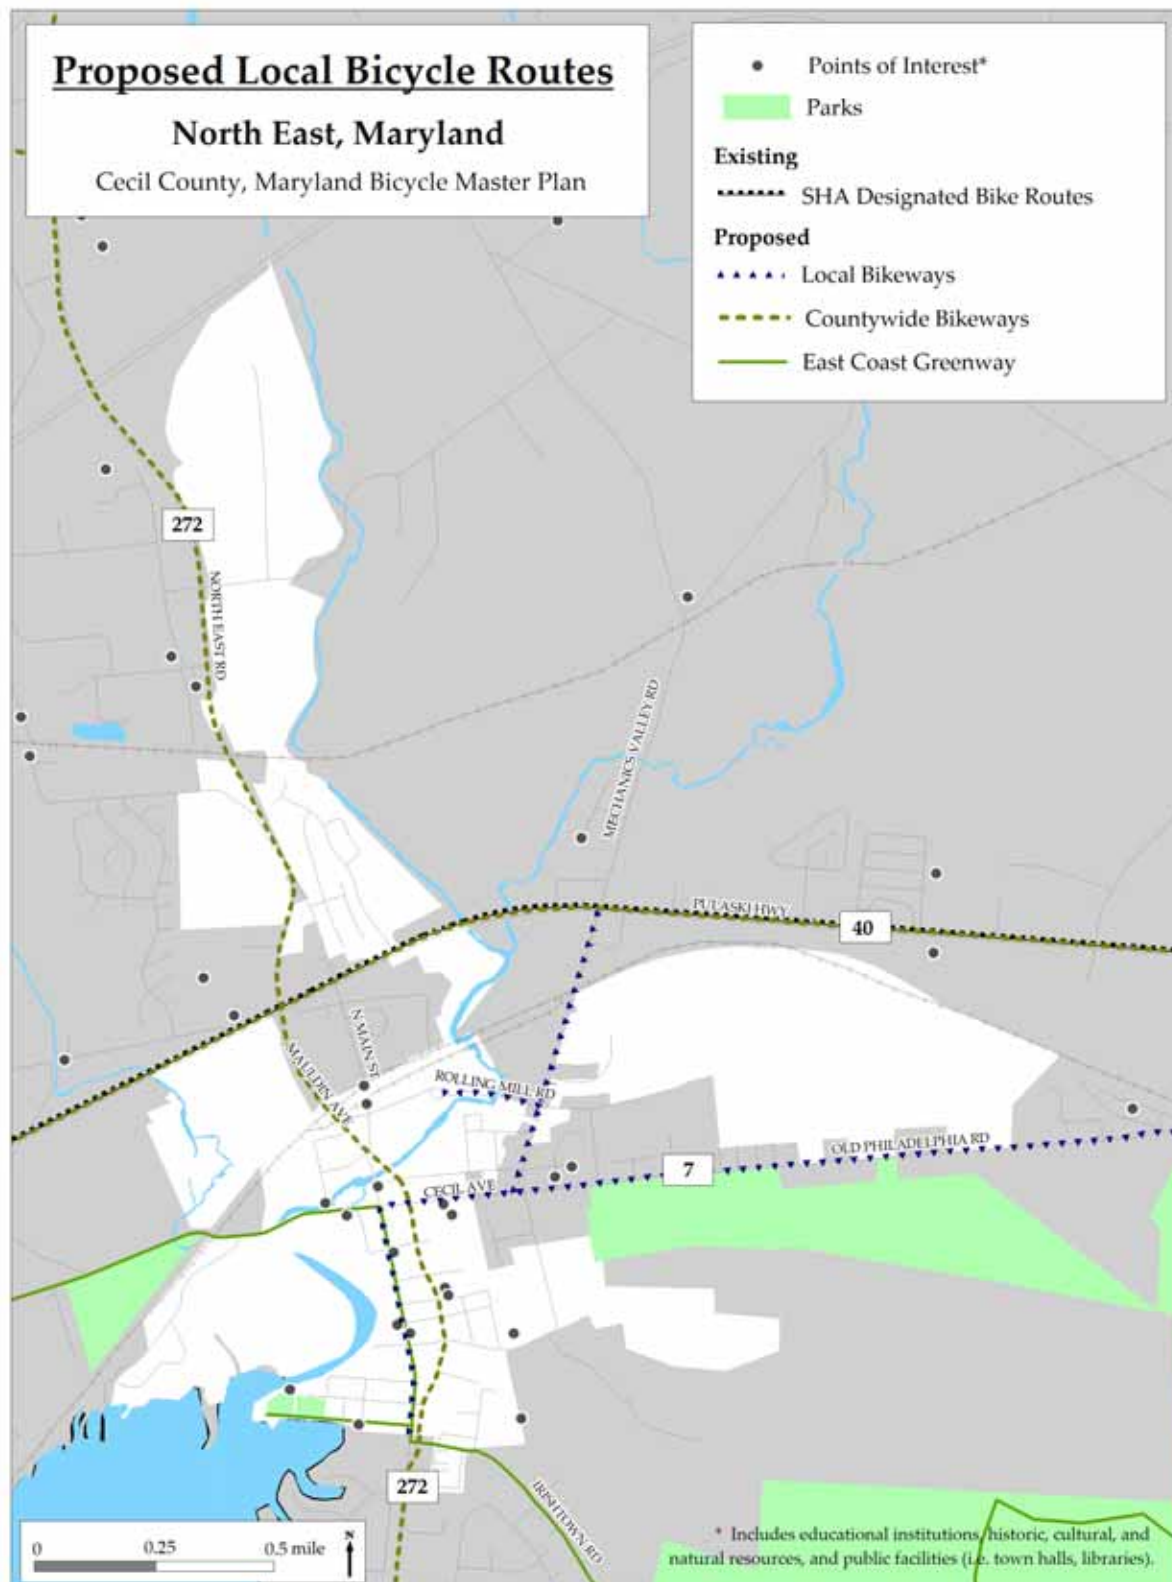 Proposed Local Bicycle Routes
North East, Maryland
Cecil County, Maryland Bicycle Master Plan
Points of Interest*
Parks
Existing
SHA Designated Bike Routes
Proposed
Local Bikeways
Countywide Bikeways
East Coast Greenway
272
NORTH EAST RD
MECHANICS VALLEY RD
PULASKI HWY
40
N MAIN ST
MAULDIN AVE
ROLLING MILL RD
OLD PHILADELPHIA RD
7
CECIL AVE
272
IRISHTOWN RD
0 0.25 0.5 mile
N
* Includes educational institutions, historic, cultural, and
natural resources, and public facilities (i.e. town halls, libraries).